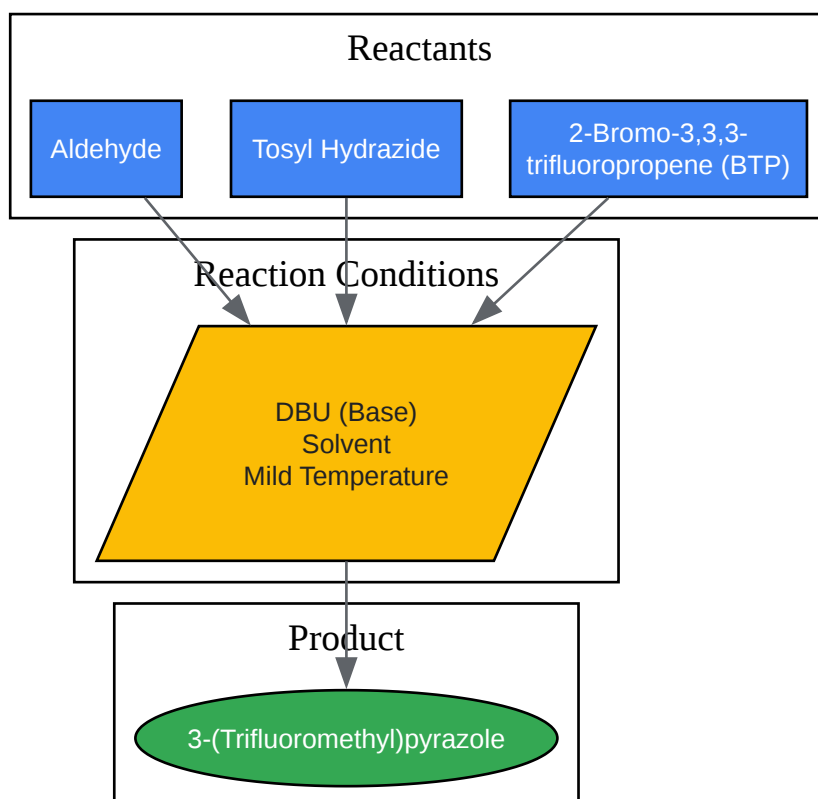 Reactants
Aldehyde
Tosyl Hydrazide
2-Bromo-3,3,3-
trifluoropropene (BTP)
Reaction Conditions
DBU (Base)
Solvent
Mild Temperature
Product
3-(Trifluoromethyl)pyrazole